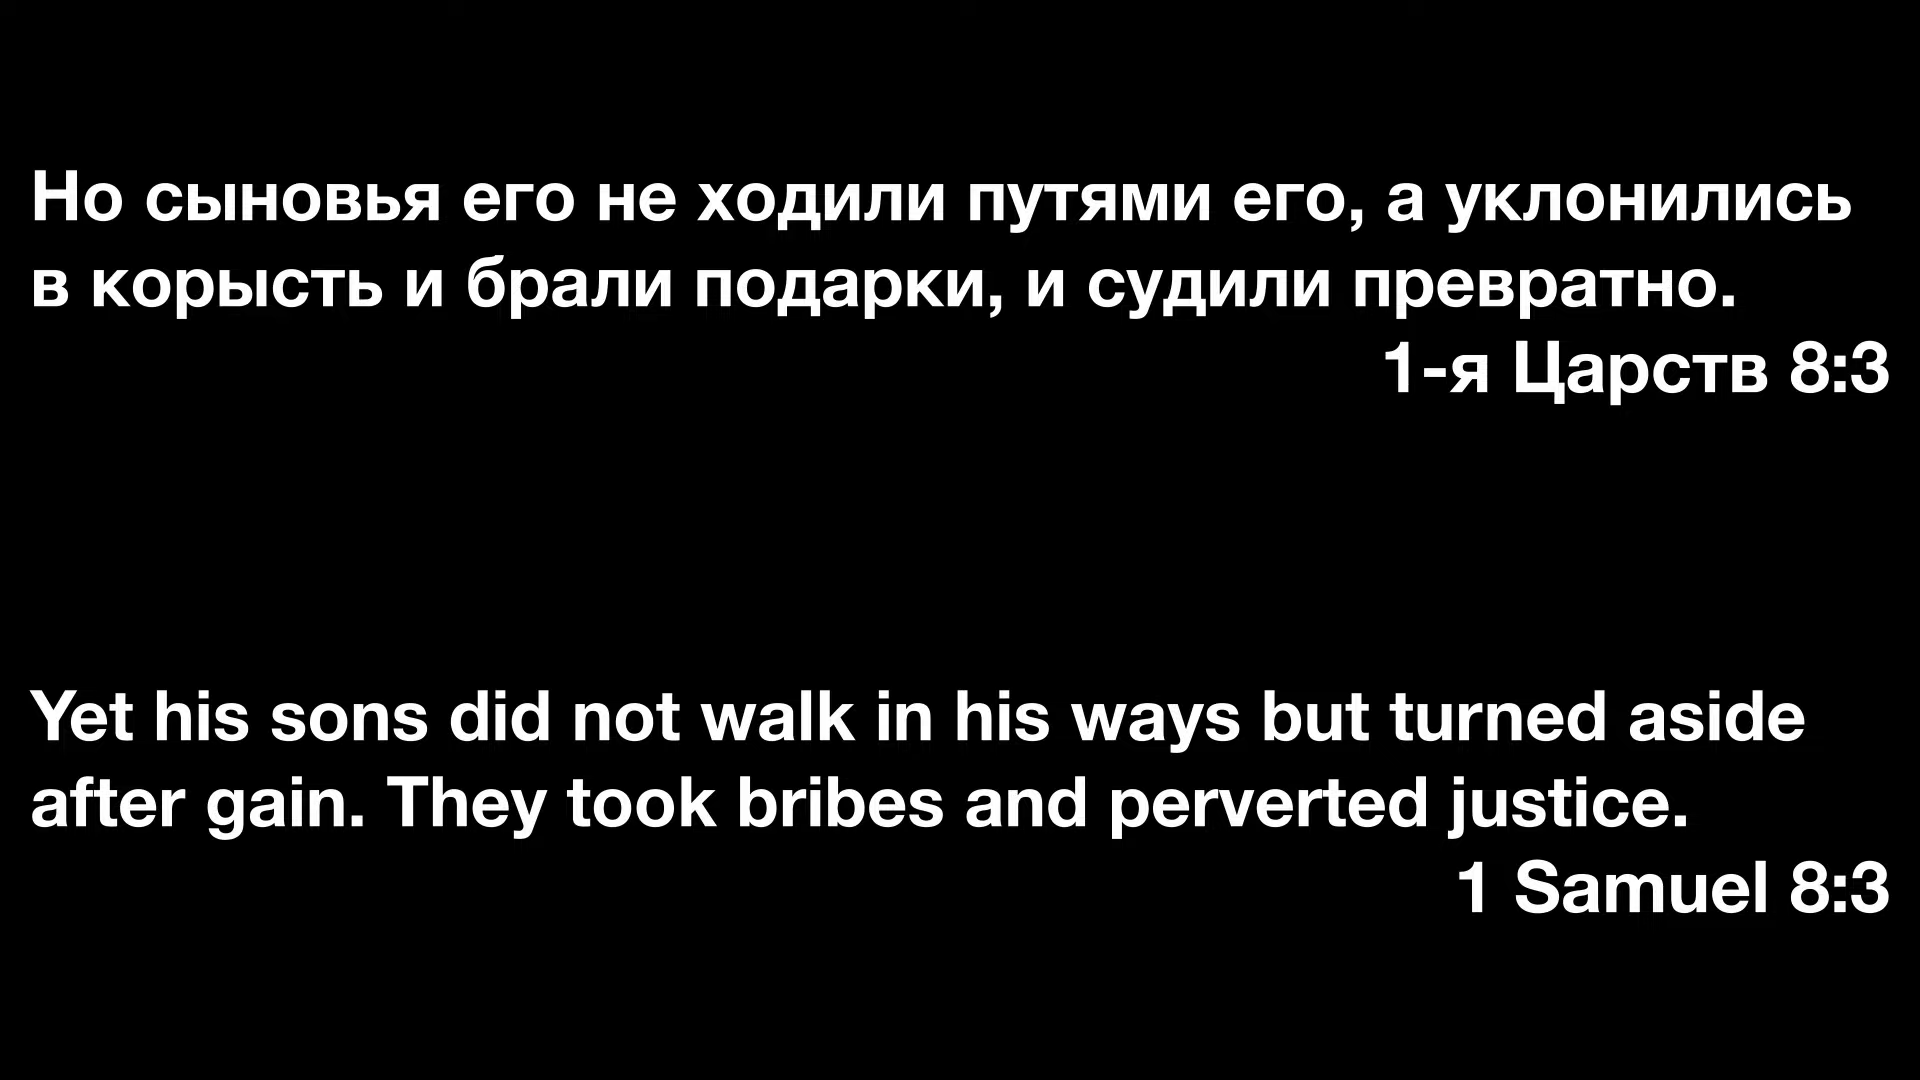 Но сыновья его не ходили путями его, а уклонились
в корысть и брали подарки, и судили превратно.
1-я Царств 8:3
Yet his sons did not walk in his ways but turned aside
after gain. They took bribes and perverted justice.
1 Samuel 8:3